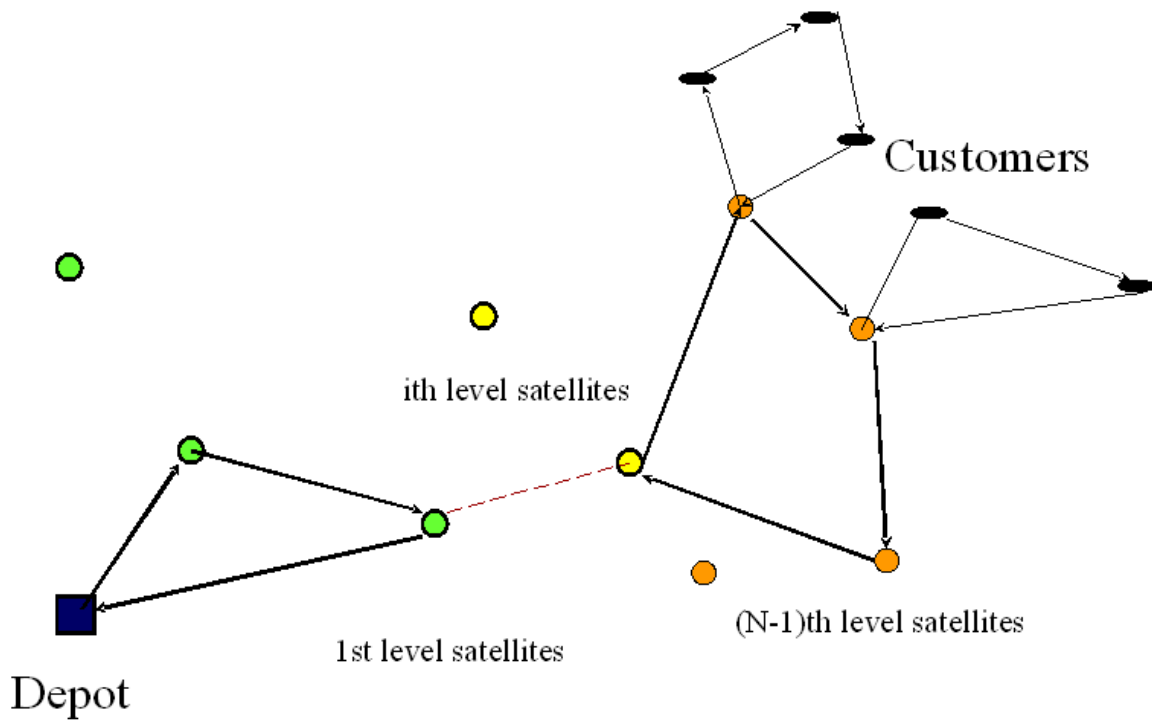 Customers
ith level satellites
(N-1)th level satellites
1st level satellites
Depot